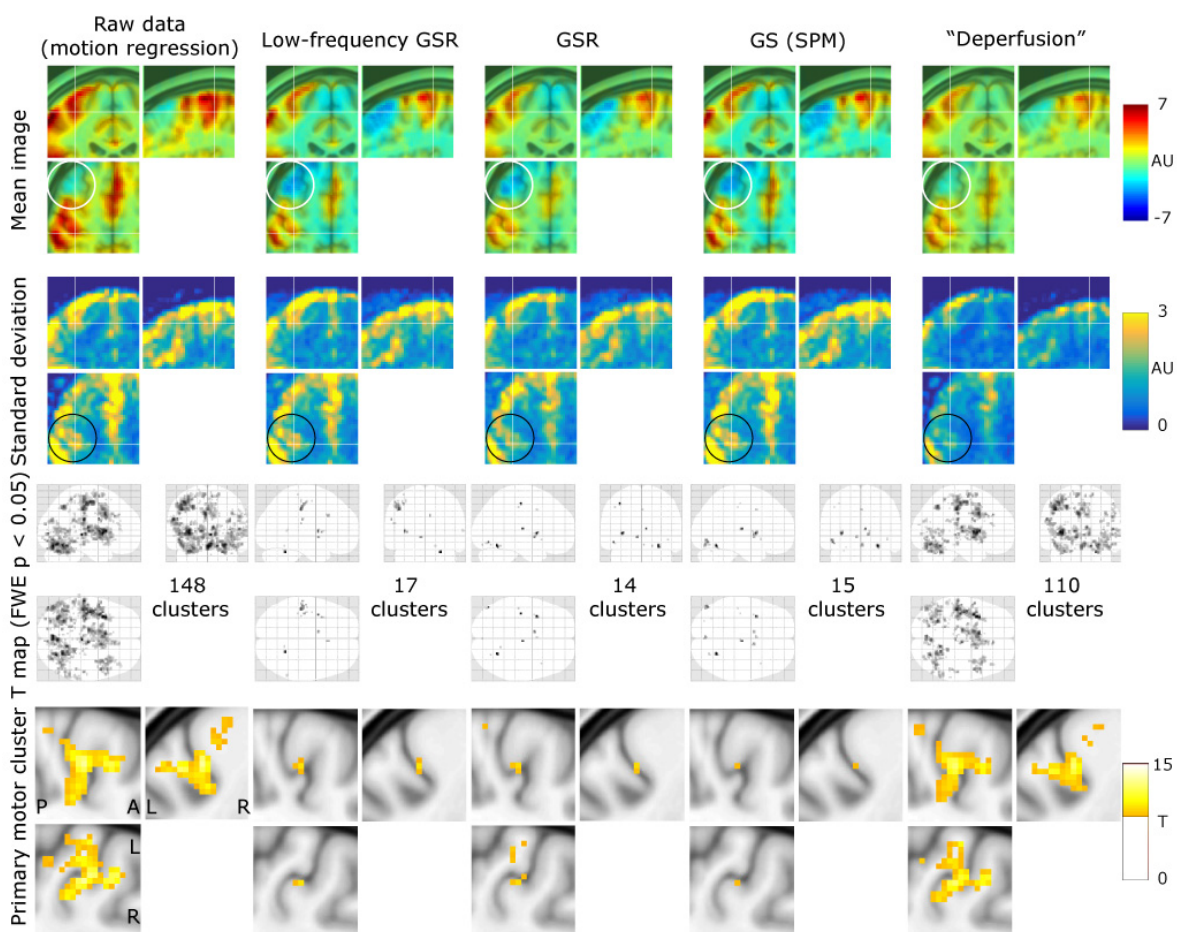 Raw data
(motion regression)
Low-frequency GSR
GSR
GS (SPM)
“Deperfusion”
Mean image
7
AU
-7
Standard deviation
3
AU
0
T map (FWE p < 0.05)
148
clusters
17
clusters
14
clusters
15
clusters
110
clusters
Primary motor cluster
P
A
L
R
L
R
15
T
0